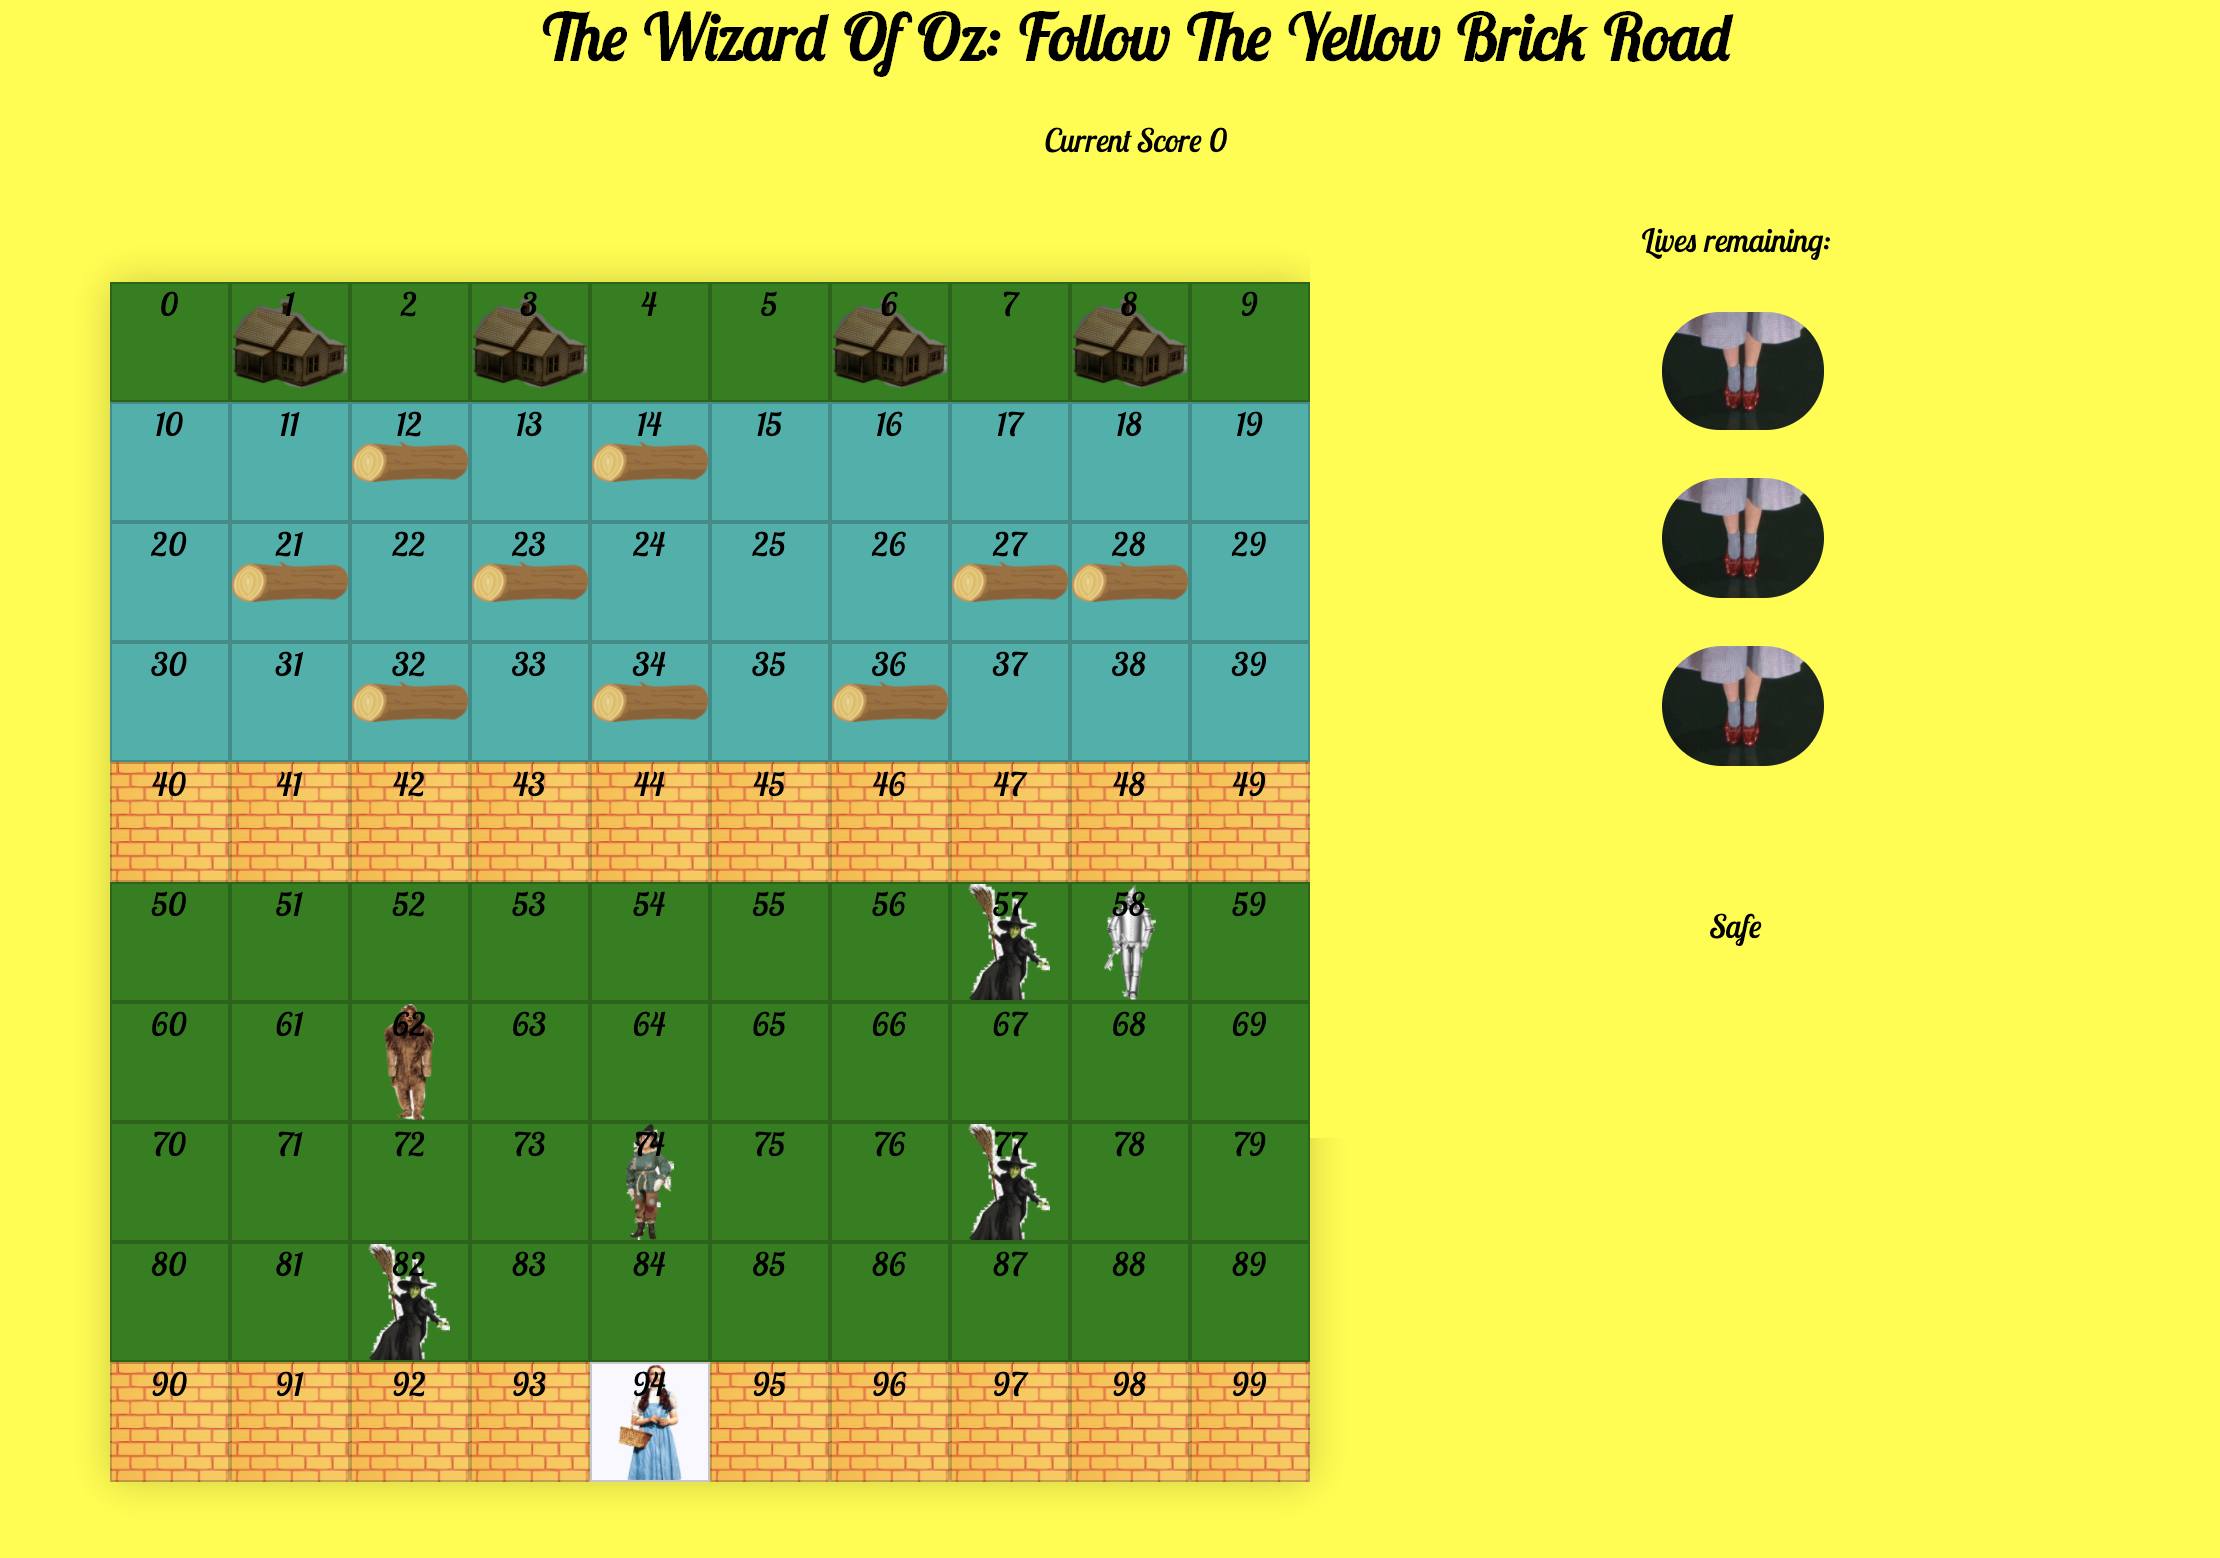 The Wizard Of Oz: Follow The Yellow Brick Road
Current Score 0
Lives remaining:
0 1 2 3 4 5 6 7 8 9
10 11 12 13 14 15 16 17 18 19
20 21 22 23 24 25 26 27 28 29
30 31 32 33 34 35 36 37 38 39
40 41 42 43 44 45 46 47 48 49
50 51 52 53 54 55 56 57 58 59
Safe
60 61 62 63 64 65 66 67 68 69
70 71 72 73 74 75 76 77 78 79
80 81 82 83 84 85 86 87 88 89
90 91 92 93 94 95 96 97 98 99